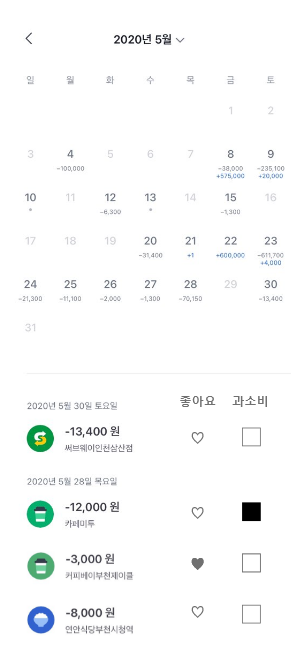 2020년 5월
일 월 화 수 목 금 토
1 2
3 4 5 6 7 8 9
-100,000 -38,000 -235,100
+575,000 +20,000
10 11 12 13 14 15 16
-6,300 -1,300
17 18 19 20 21 22 23
-31,400 +1 +600,000 -611,700
+4,000
24 25 26 27 28 29 30
-21,300 -11,100 -2,000 -1,300 -70,150 -13,400
31
2020년 5월 30일 토요일 좋아요 과소비
-13,400 원
써브웨이인천삼산점
2020년 5월 28일 목요일
-12,000 원
카페미투
-3,000 원
커피베이부천제이클
-8,000 원
연안식당부천시청역